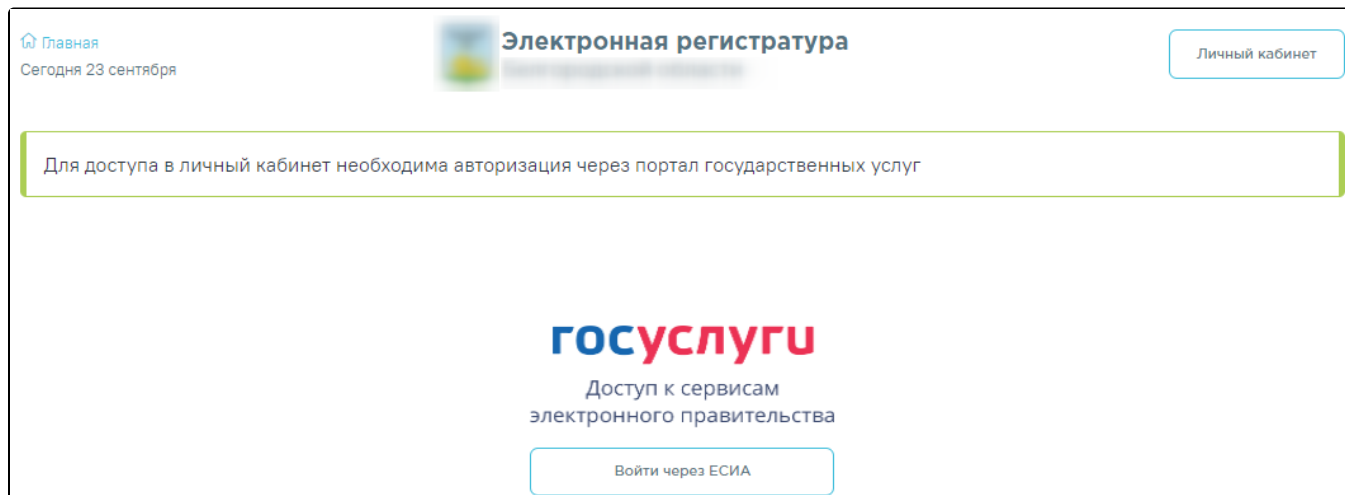 Главная
Сегодня 23 сентября
Электронная регистратура
Личный кабинет
Для доступа в личный кабинет необходима авторизация через портал государственных услуг
госуслуги
Доступ к сервисам
электронного правительства
Войти через ЕСИА